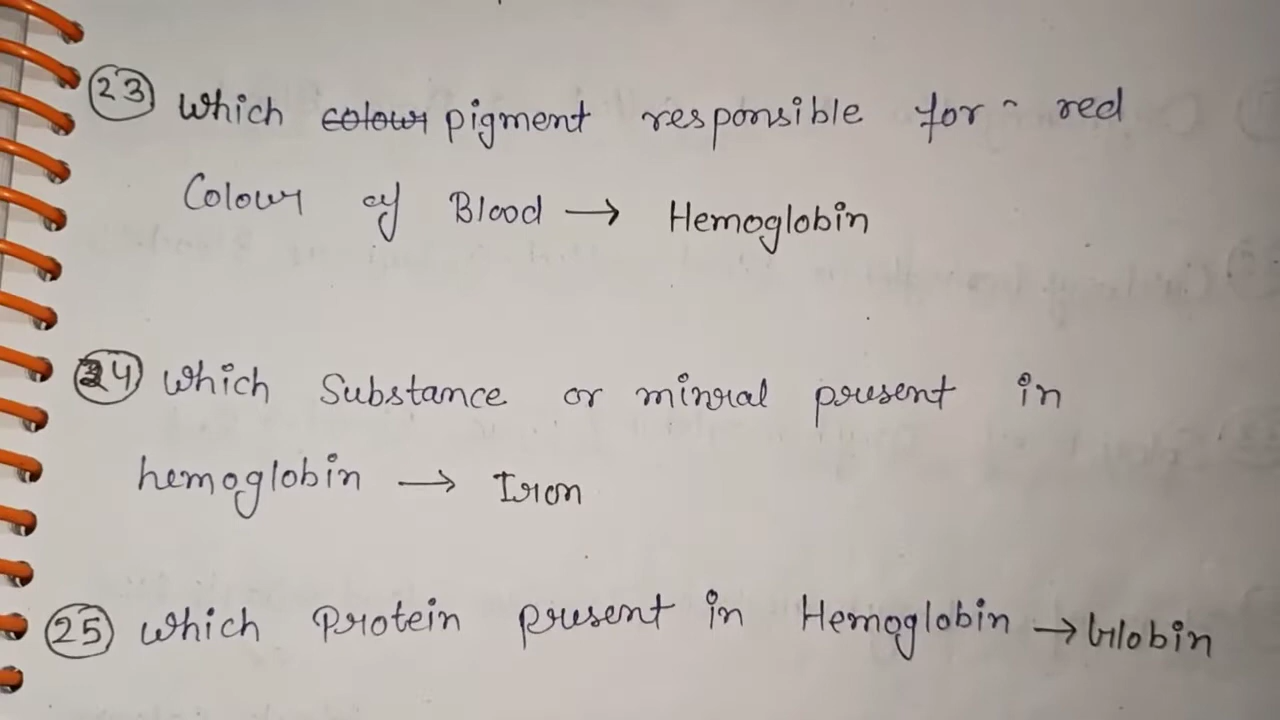 23 Which colour pigment responsible for red
Colour of Blood → Hemoglobin
24 Which Substance or minral present in
hemoglobin → Iron
25 Which Protein present in Hemoglobin → Globin